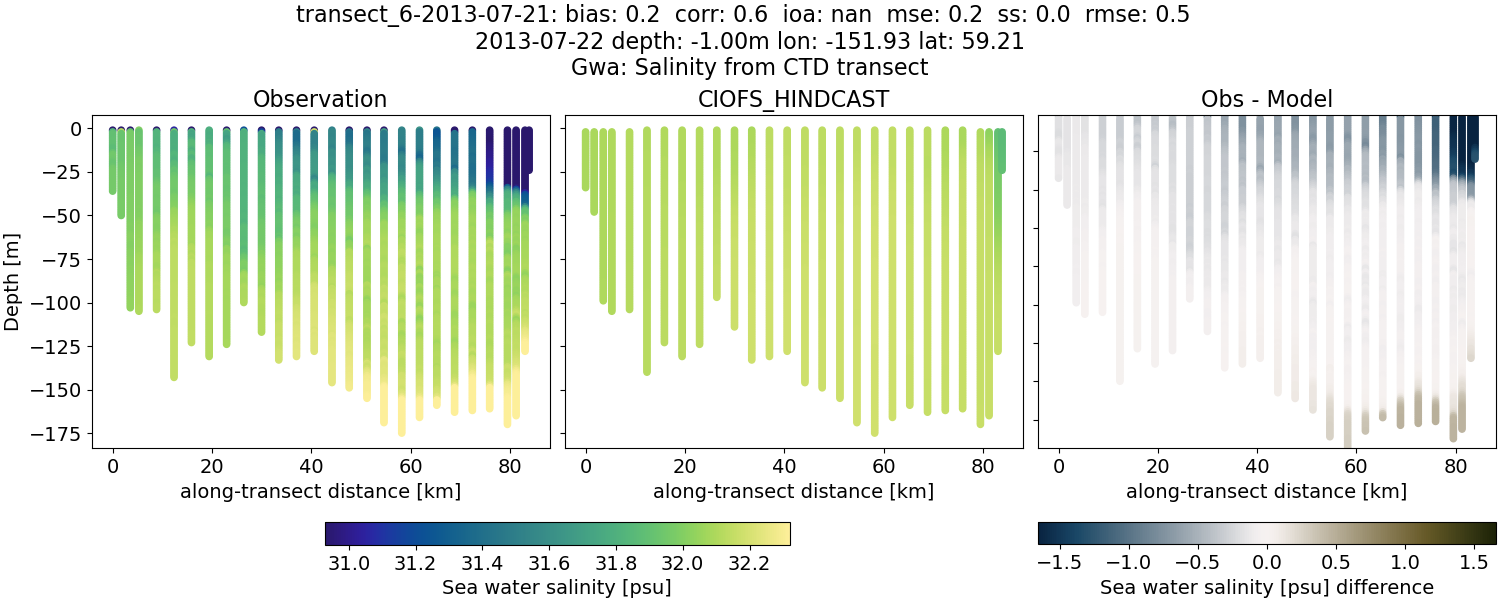 transect_6-2013-07-21: bias: 0.2  corr: 0.6  ioa: nan  mse: 0.2  ss: 0.0  rmse: 0.5
2013-07-22 depth: -1.00m lon: -151.93 lat: 59.21
Gwa: Salinity from CTD transect
Observation
CIOFS_HINDCAST
Obs - Model
Depth [m]
0
−25
−50
−75
−100
−125
−150
−175
0 20 40 60 80
0 20 40 60 80
0 20 40 60 80
along-transect distance [km]
along-transect distance [km]
along-transect distance [km]
31.0 31.2 31.4 31.6 31.8 32.0 32.2
Sea water salinity [psu]
−1.5 −1.0 −0.5 0.0 0.5 1.0 1.5
Sea water salinity [psu] difference